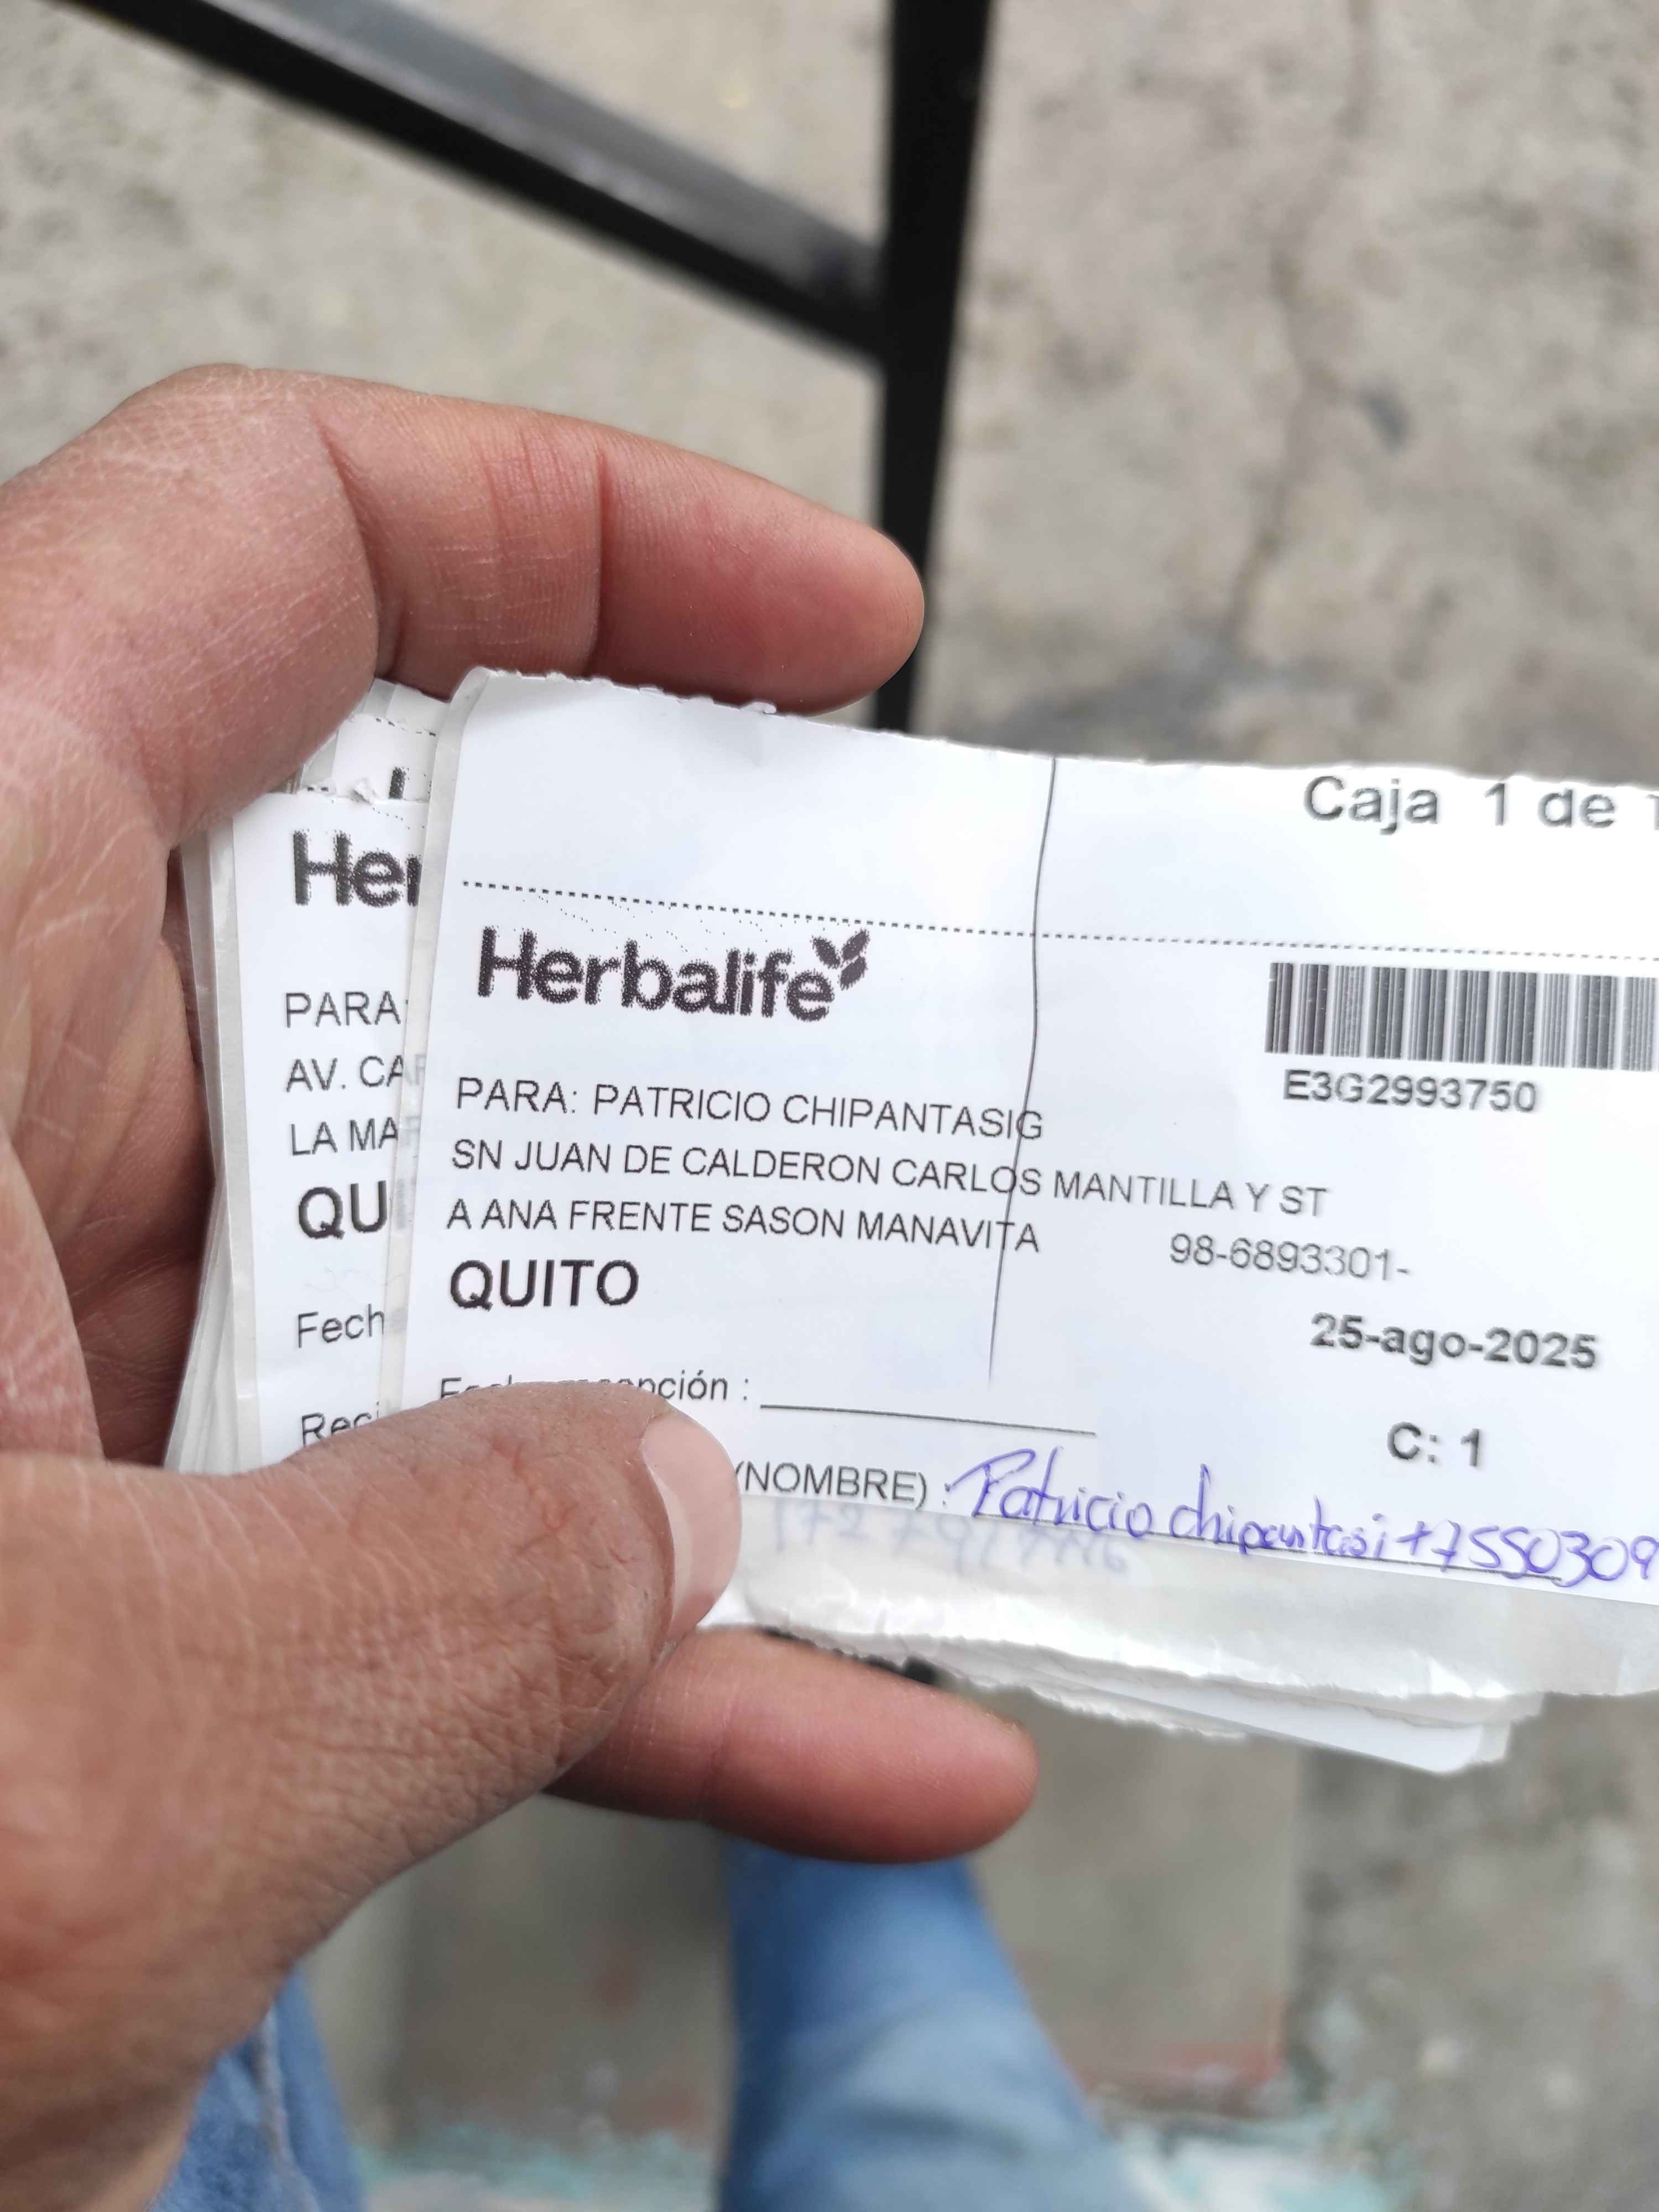 Caja 1 de
Herbalife
E3G2993750
PARA: PATRICIO CHIPANTASIG
SN JUAN DE CALDERON CARLOS MANTILLA Y ST
A ANA FRENTE SASON MANAVITA
98-6893301-
QUITO
25-ago-2025
C: 1
(NOMBRE) : Patricio chipantasi
Her
PARA
AV. CA
LA MA
QU
Fech
Reci